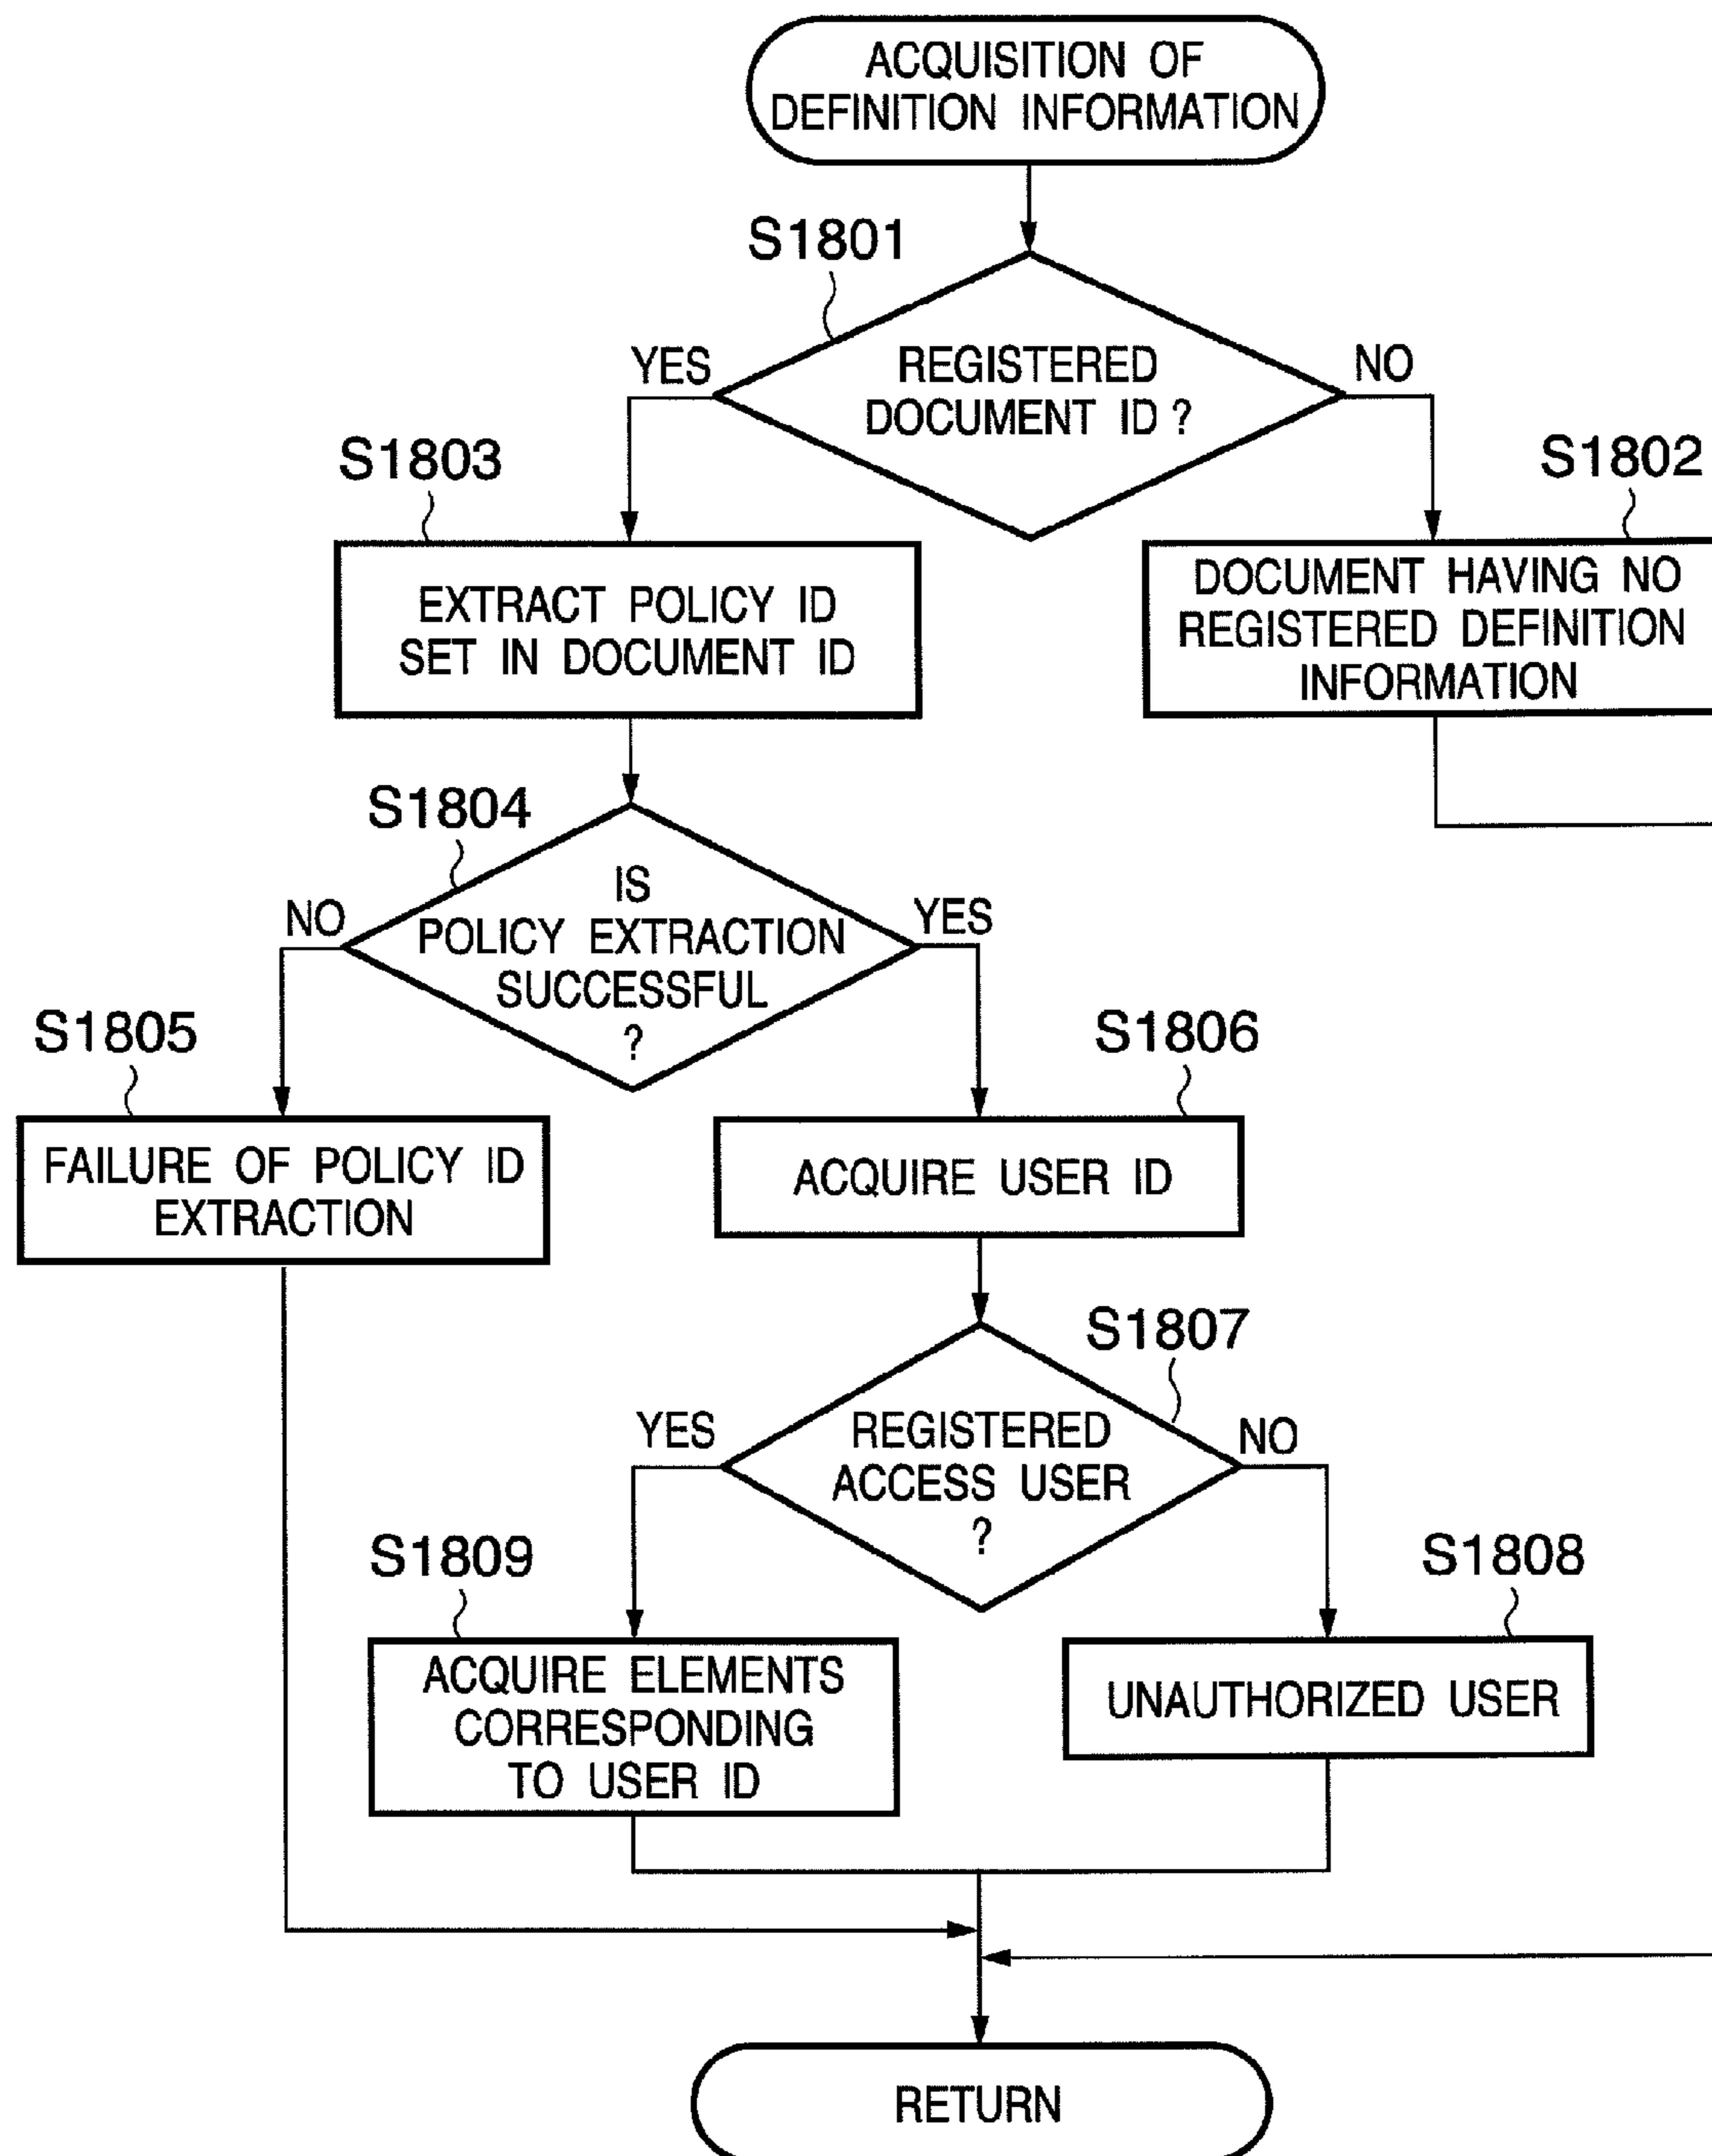 ACQUISITION OF
DEFINITION INFORMATION
S1801
YES
REGISTERED
DOCUMENT ID ?
NO
S1803
S1802
EXTRACT POLICY ID
SET IN DOCUMENT ID
DOCUMENT HAVING NO
REGISTERED DEFINITION
INFORMATION
S1804
NO
IS
POLICY EXTRACTION
SUCCESSFUL
?
YES
S1805
S1806
FAILURE OF POLICY ID
EXTRACTION
ACQUIRE USER ID
S1807
YES
REGISTERED
ACCESS USER
?
NO
S1809
S1808
ACQUIRE ELEMENTS
CORRESPONDING
TO USER ID
UNAUTHORIZED USER
RETURN